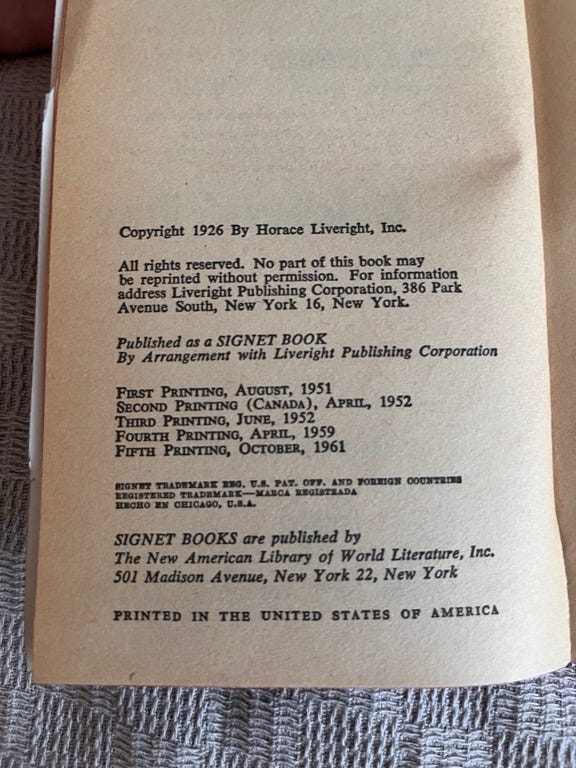 Copyright 1926 By Horace Liveright, Inc.
All rights reserved. No part of this book may
be reprinted without permission. For information
address Liveright Publishing Corporation, 386 Park
Avenue South, New York 16, New York.
Published as a SIGNET BOOK
By Arrangement with Liveright Publishing Corporation
FIRST PRINTING, AUGUST, 1951
SECOND PRINTING (CANADA), APRIL, 1952
THIRD PRINTING, JUNE, 1952
FOURTH PRINTING, APRIL, 1959
FIFTH PRINTING, OCTOBER, 1961
SIGNET TRADEMARK REG. U.S. PAT. OFF. AND FOREIGN COUNTRIES
REGISTERED TRADEMARK—MARCA REGISTRADA
HECHO EN CHICAGO, U.S.A.
SIGNET BOOKS are published by
The New American Library of World Literature, Inc.
501 Madison Avenue, New York 22, New York
PRINTED IN THE UNITED STATES OF AMERICA